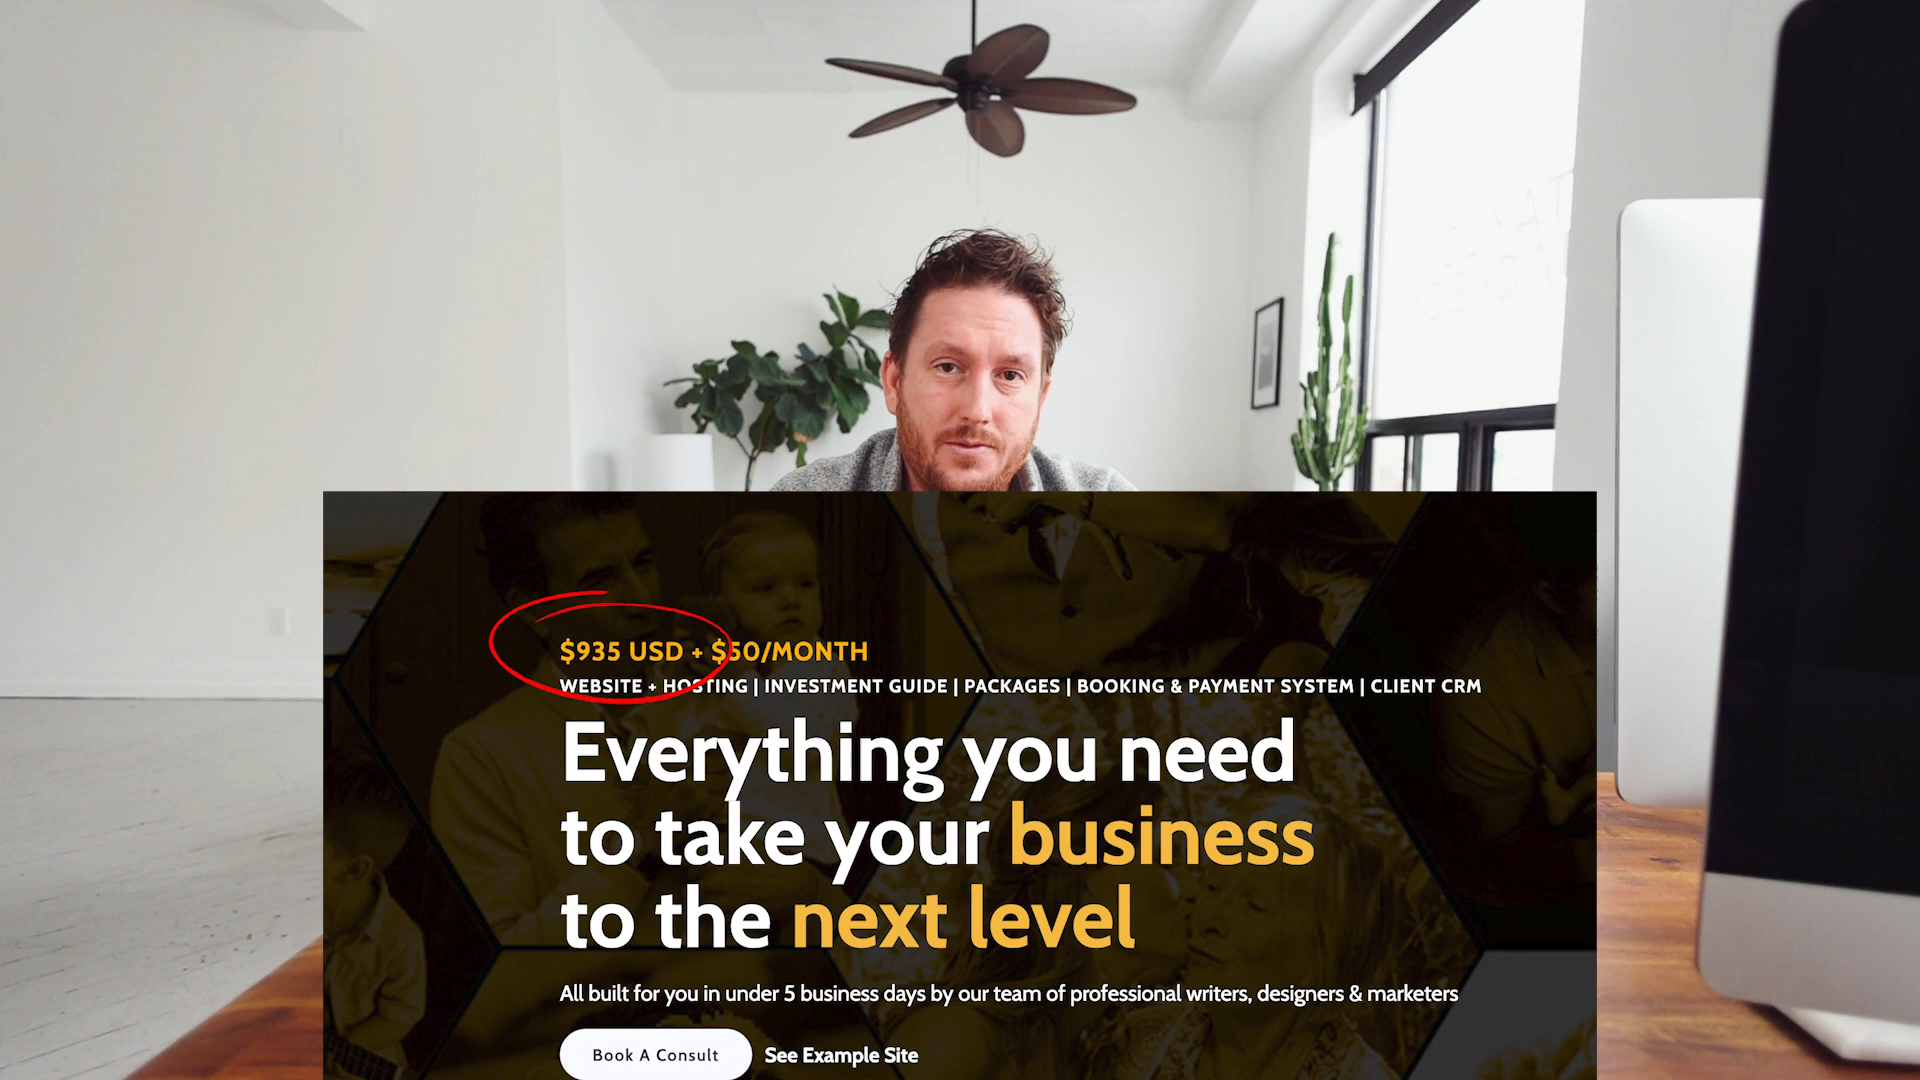 $935 USD + $50/MONTH
WEBSITE + HOSTING | INVESTMENT GUIDE | PACKAGES | BOOKING & PAYMENT SYSTEM | CLIENT CRM
Everything you need
to take your business
to the next level
All built for you in under 5 business days by our team of professional writers, designers & marketers
Book A Consult See Example Site